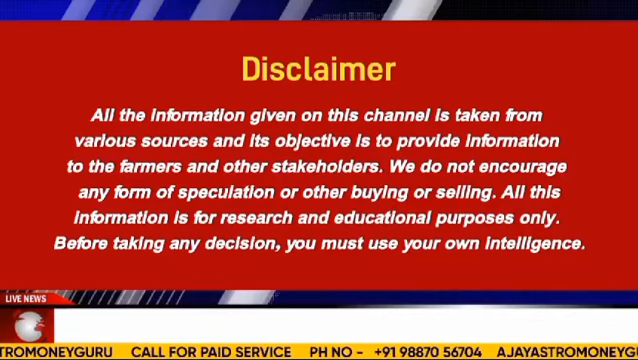 Disclaimer
All the information given on this channel is taken from
various sources and its objective is to provide information
to the farmers and other stakeholders. We do not encourage
any form of speculation or other buying or selling. All this
information is for research and educational purposes only.
Before taking any decision, you must use your own intelligence.
LIVE NEWS
TROMONEYGURU CALL FOR PAID SERVICE PH NO - +91 98870 56704 AJAYASTROMONEYG